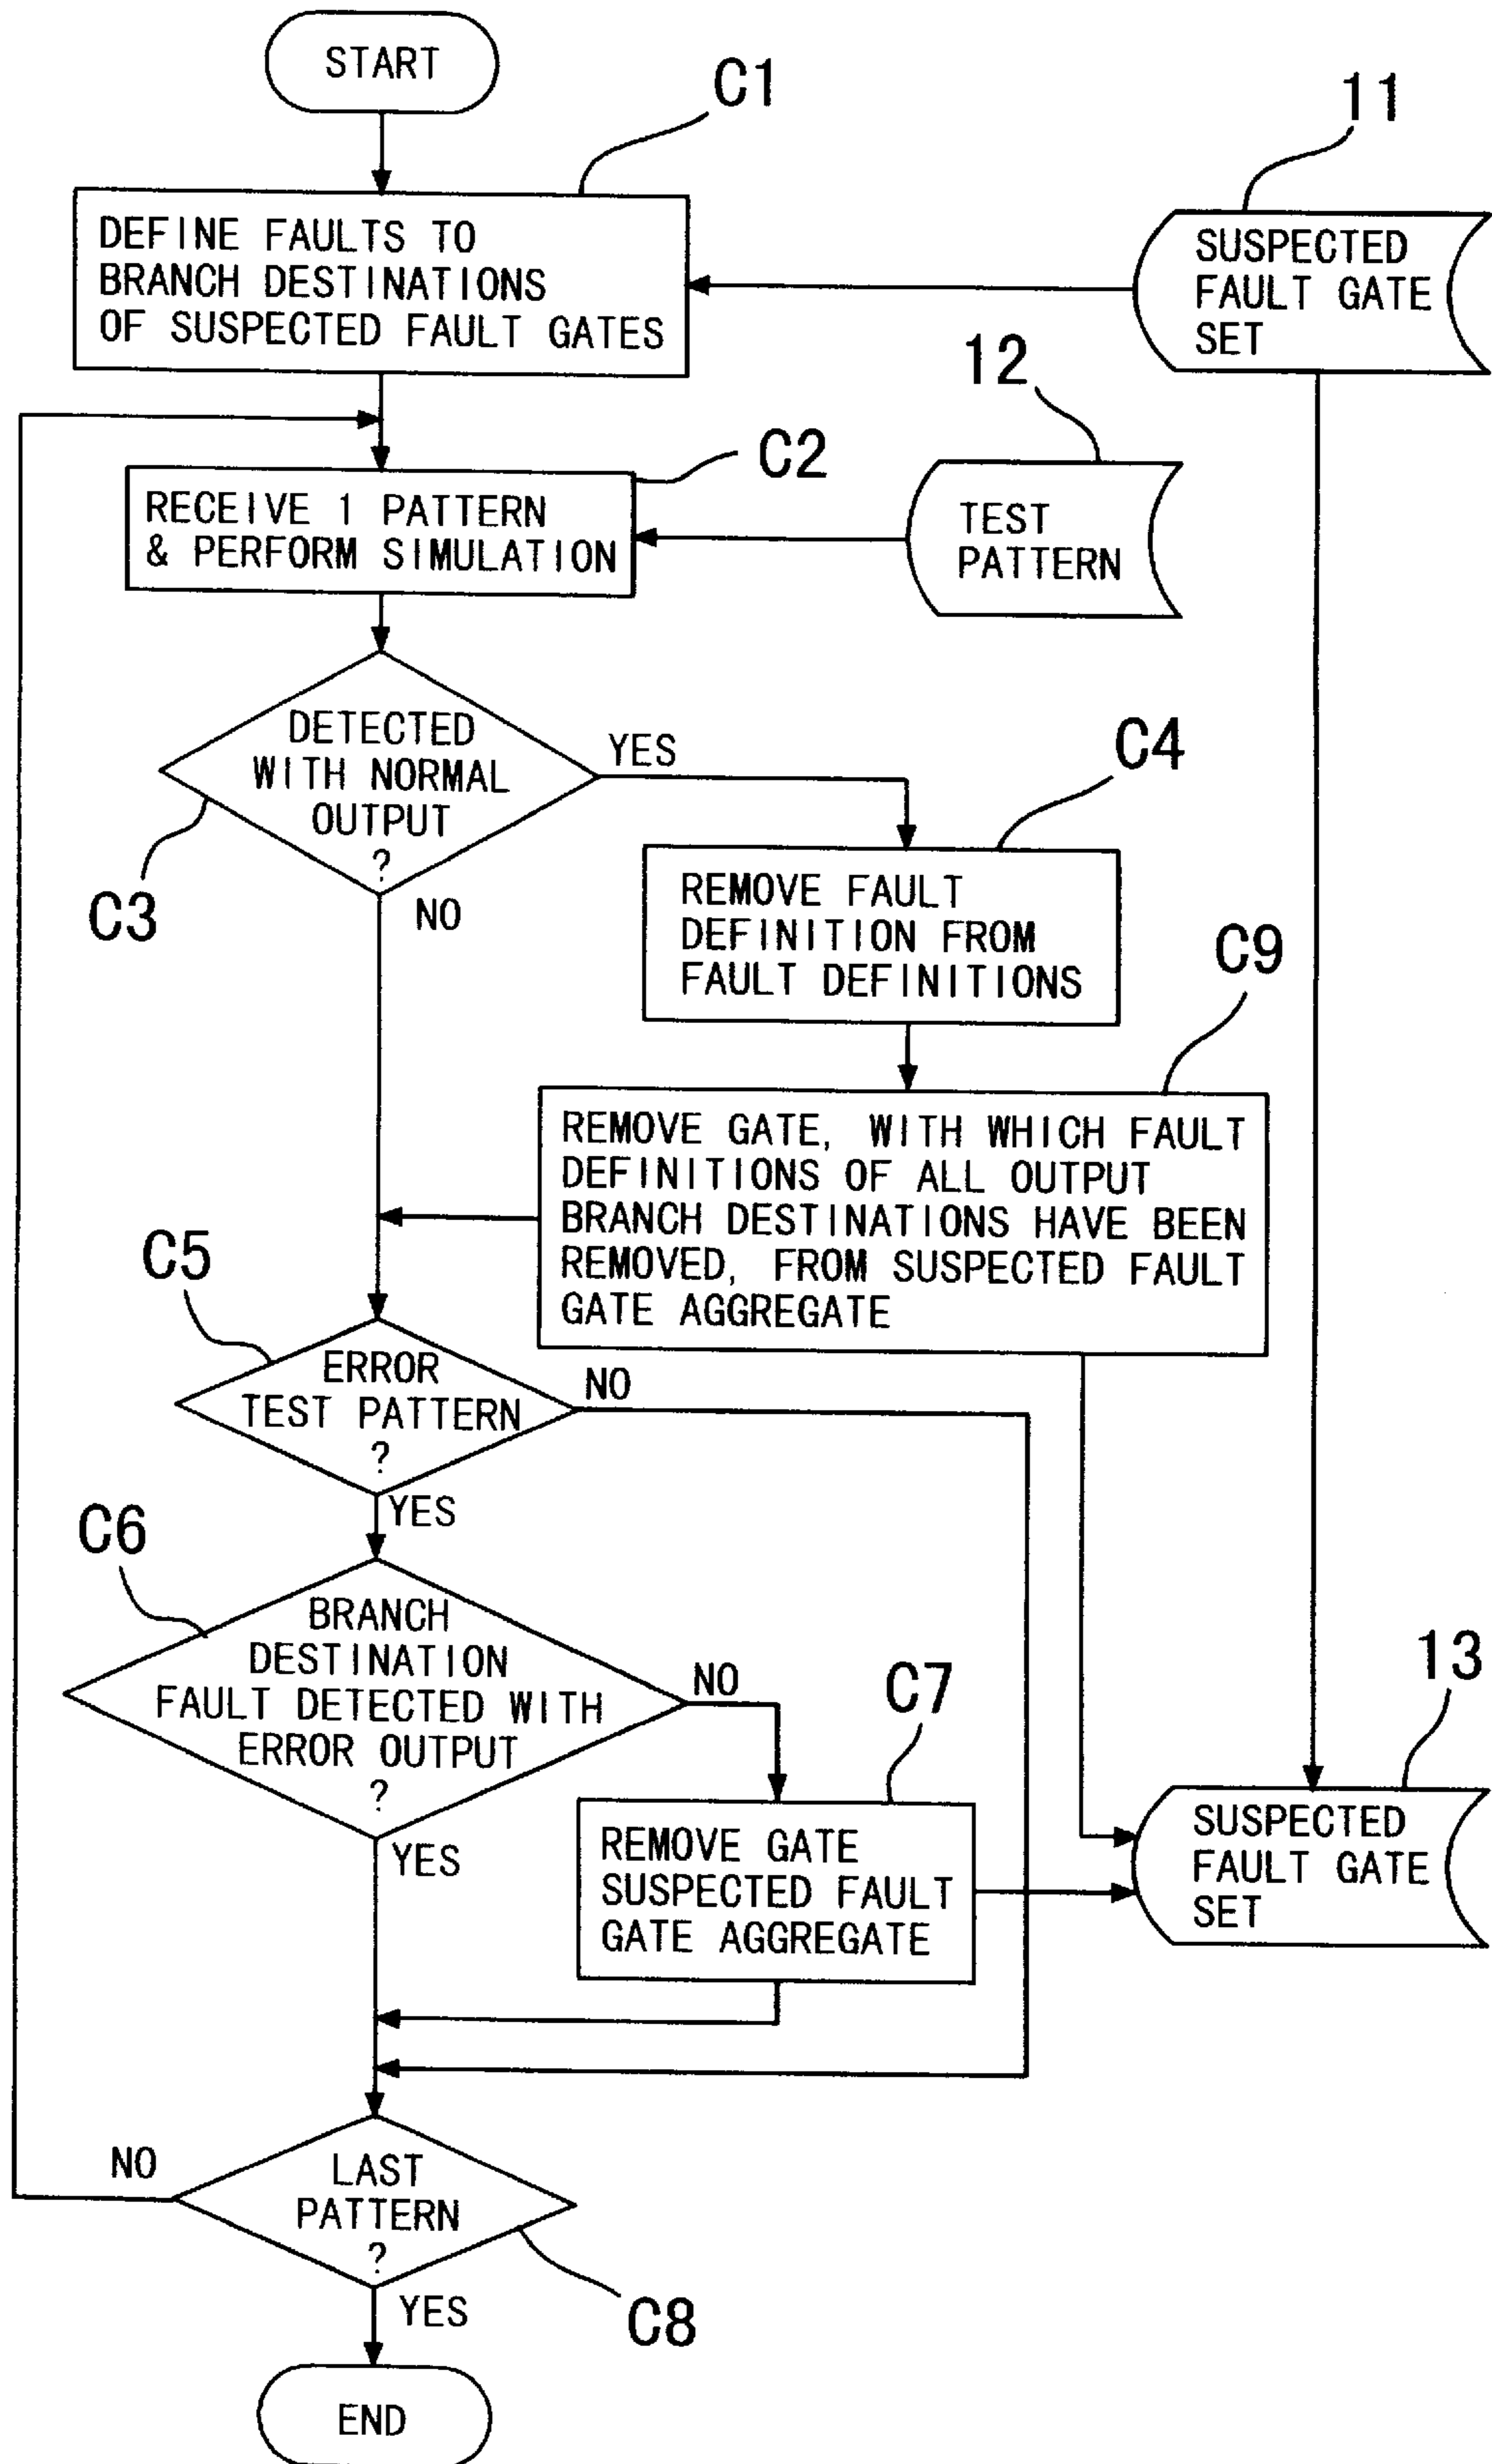 START
C1
11
DEFINE FAULTS TO
BRANCH DESTINATIONS
OF SUSPECTED FAULT GATES
SUSPECTED
FAULT GATE
SET
12
C2
RECEIVE 1 PATTERN
& PERFORM SIMULATION
TEST
PATTERN
DETECTED
WITH NORMAL
OUTPUT
?
YES
C4
C3
NO
REMOVE FAULT
DEFINITION FROM
FAULT DEFINITIONS
C9
REMOVE GATE, WITH WHICH FAULT
DEFINITIONS OF ALL OUTPUT
BRANCH DESTINATIONS HAVE BEEN
REMOVED, FROM SUSPECTED FAULT
GATE AGGREGATE
C5
ERROR
TEST PATTERN
?
NO
YES
C6
BRANCH
DESTINATION
FAULT DETECTED WITH
ERROR OUTPUT
?
NO
YES
C7
13
REMOVE GATE
SUSPECTED FAULT
GATE AGGREGATE
SUSPECTED
FAULT GATE
SET
NO
LAST
PATTERN
?
YES
C8
END